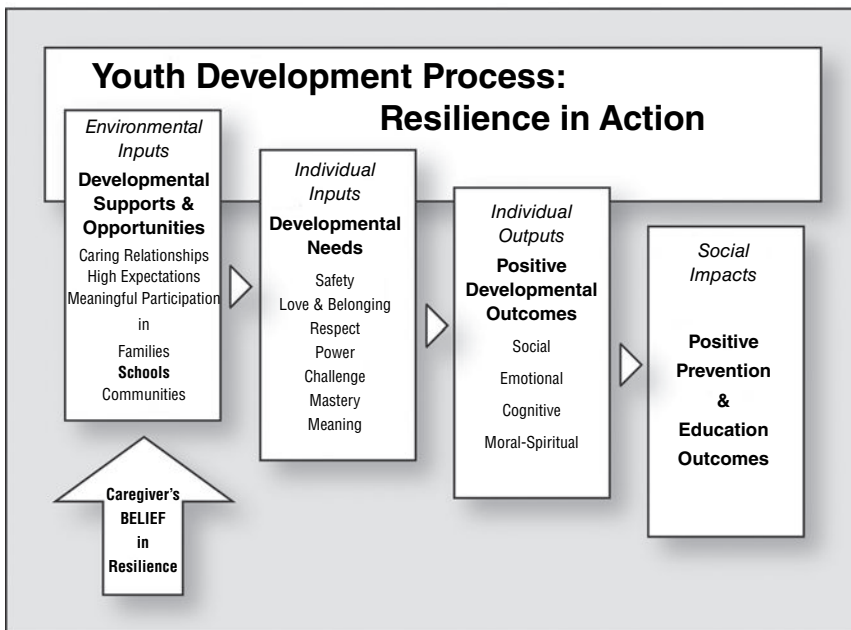 Youth Development Process:
Resilience in Action
Environmental
Inputs
Developmental
Supports &
Opportunities
Caring Relationships
High Expectations
Meaningful Participation
in
Families
Schools
Communities
Caregiver’s
BELIEF
in
Resilience
Individual
Inputs
Developmental
Needs
Safety
Love & Belonging
Respect
Power
Challenge
Mastery
Meaning
Individual
Outputs
Positive
Developmental
Outcomes
Social
Emotional
Cognitive
Moral-Spiritual
Social
Impacts
Positive
Prevention
&
Education
Outcomes